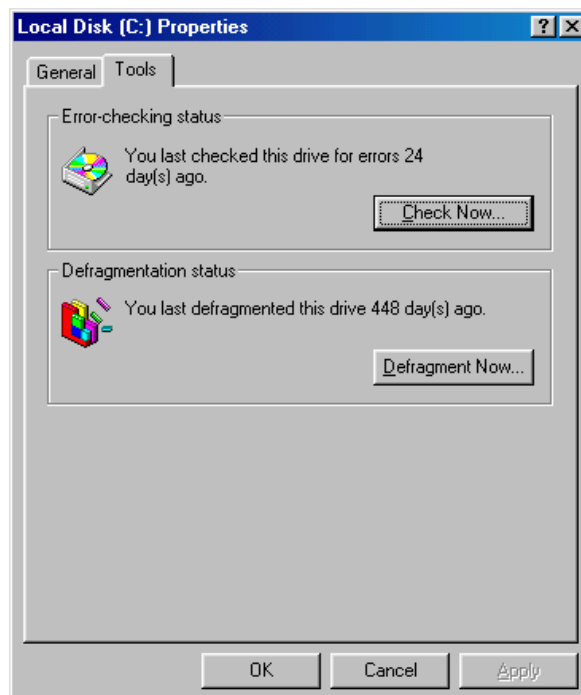 Local Disk (C:) Properties
General
Tools
Error-checking status
You last checked this drive for errors 24
day(s) ago.
Check Now...
Defragmentation status
You last defragmented this drive 448 day(s) ago.
Defragment Now...
OK
Cancel
Apply